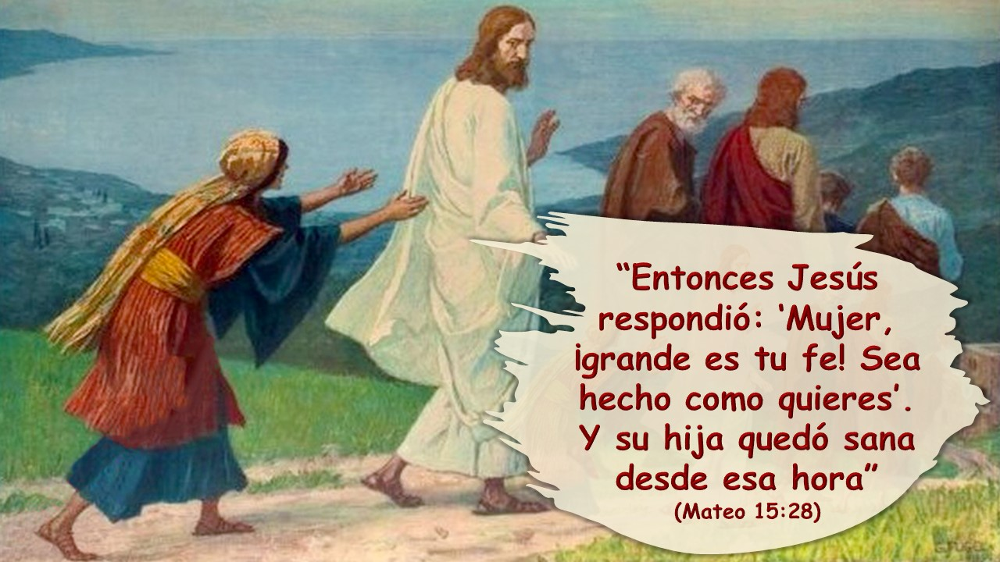 “Entonces Jesús
respondió: ‘Mujer,
¡grande es tu fe! Sea
hecho como quieres’.
Y su hija quedó sana
desde esa hora”
(Mateo 15:28)